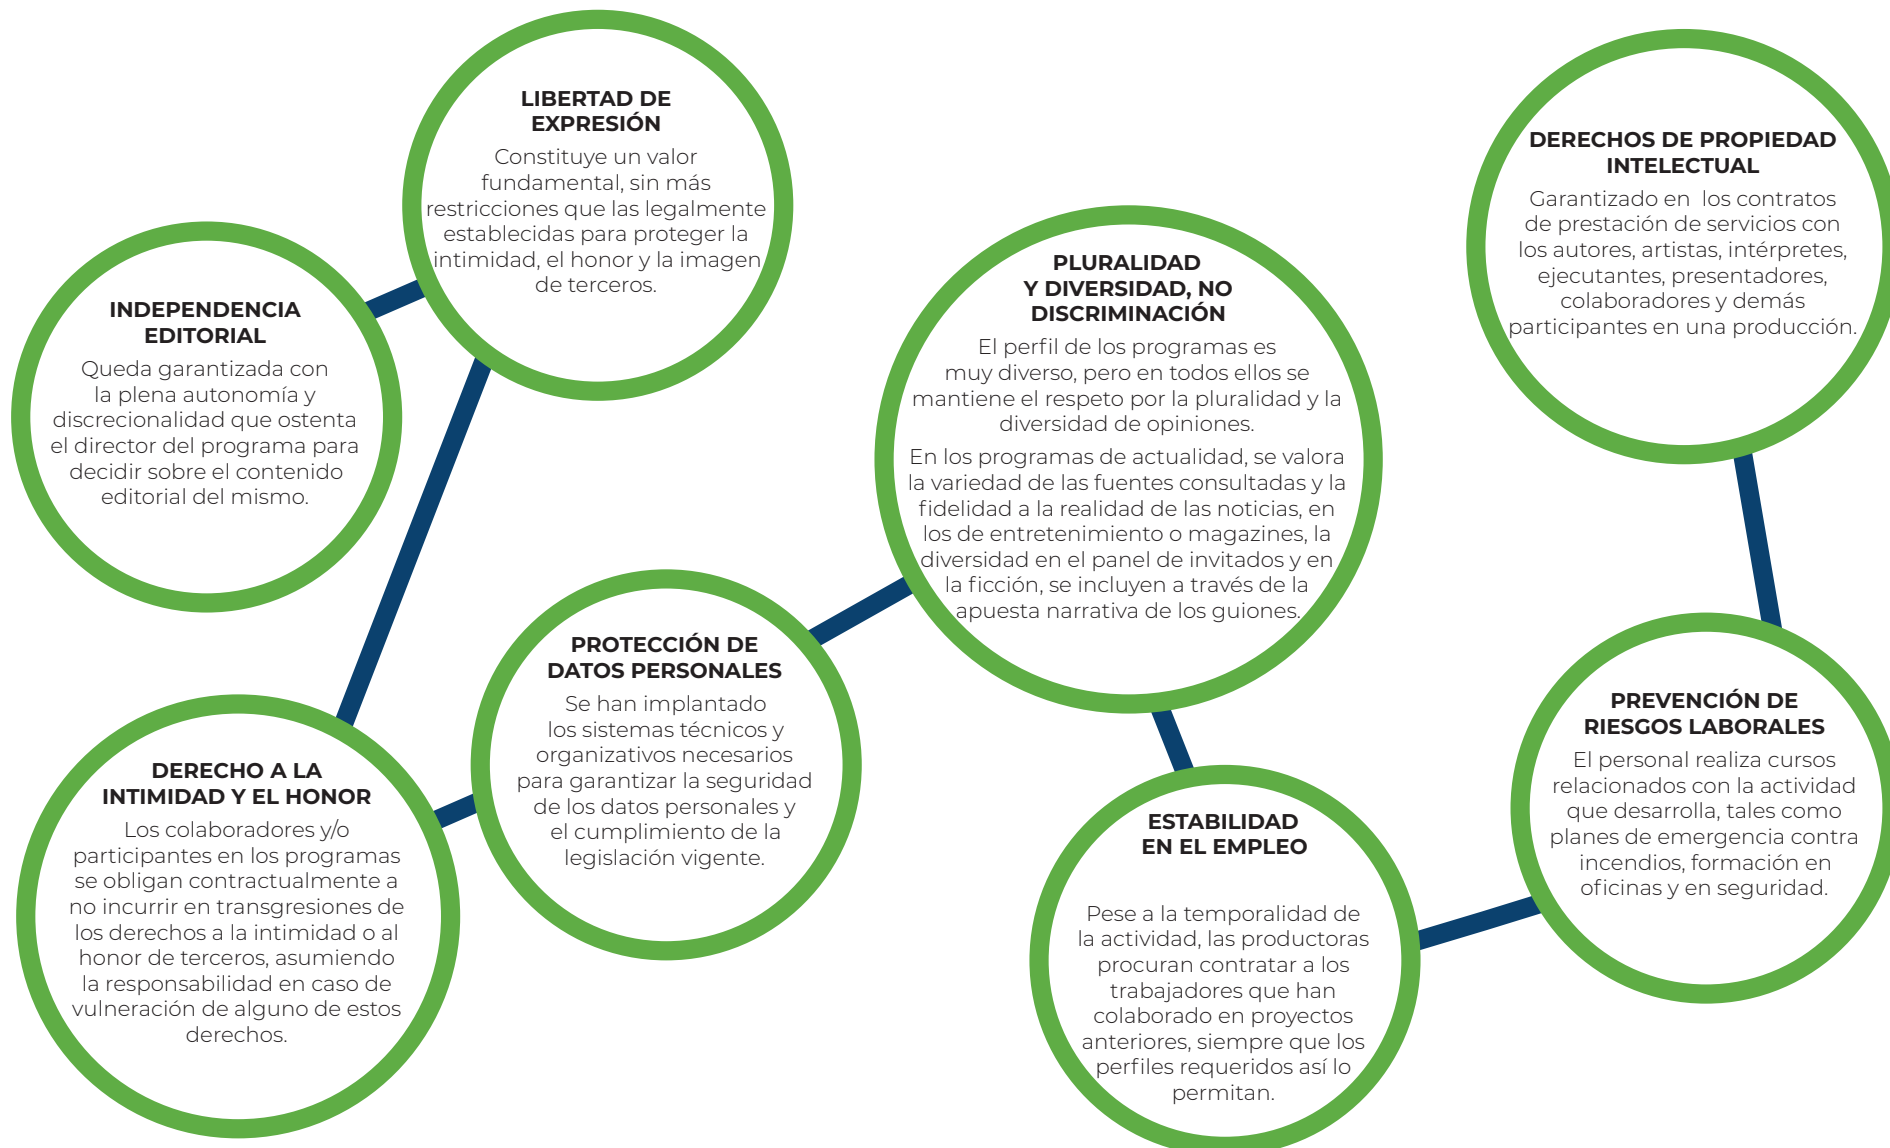 LIBERTAD DE
EXPRESIÓN
Constituye un valor
fundamental, sin más
restricciones que las legalmente
establecidas para proteger la
intimidad, el honor y la imagen
de terceros.
INDEPENDENCIA
EDITORIAL
Queda garantizada con
la plena autonomía y
discrecionalidad que ostenta
el director del programa para
decidir sobre el contenido
editorial del mismo.
DERECHO A LA
INTIMIDAD Y EL HONOR
Los colaboradores y/o
participantes en los programas
se obligan contractualmente a
no incurrir en transgresiones de
los derechos a la intimidad o al
honor de terceros, asumiendo
la responsabilidad en caso de
vulneración de alguno de estos
derechos.
PROTECCIÓN DE
DATOS PERSONALES
Se han implantado
los sistemas técnicos y
organizativos necesarios
para garantizar la seguridad
de los datos personales y
el cumplimiento de la
legislación vigente.
PLURALIDAD
Y DIVERSIDAD, NO
DISCRIMINACIÓN
El perfil de los programas es
muy diverso, pero en todos ellos se
mantiene el respeto por la pluralidad y la
diversidad de opiniones.
En los programas de actualidad, se valora
la variedad de las fuentes consultadas y la
fidelidad a la realidad de las noticias, en
los de entretenimiento o magazines, la
diversidad en el panel de invitados y en
la ficción, se incluyen a través de la
apuesta narrativa de los guiones.
ESTABILIDAD
EN EL EMPLEO
Pese a la temporalidad de
la actividad, las productoras
procuran contratar a los
trabajadores que han
colaborado en proyectos
anteriores, siempre que los
perfiles requeridos así lo
permitan.
PREVENCIÓN DE
RIESGOS LABORALES
El personal realiza cursos
relacionados con la actividad
que desarrolla, tales como
planes de emergencia contra
incendios, formación en
oficinas y en seguridad.
DERECHOS DE PROPIEDAD
INTELECTUAL
Garantizado en los contratos
de prestación de servicios con
los autores, artistas, intérpretes,
ejecutantes, presentadores,
colaboradores y demás
participantes en una producción.